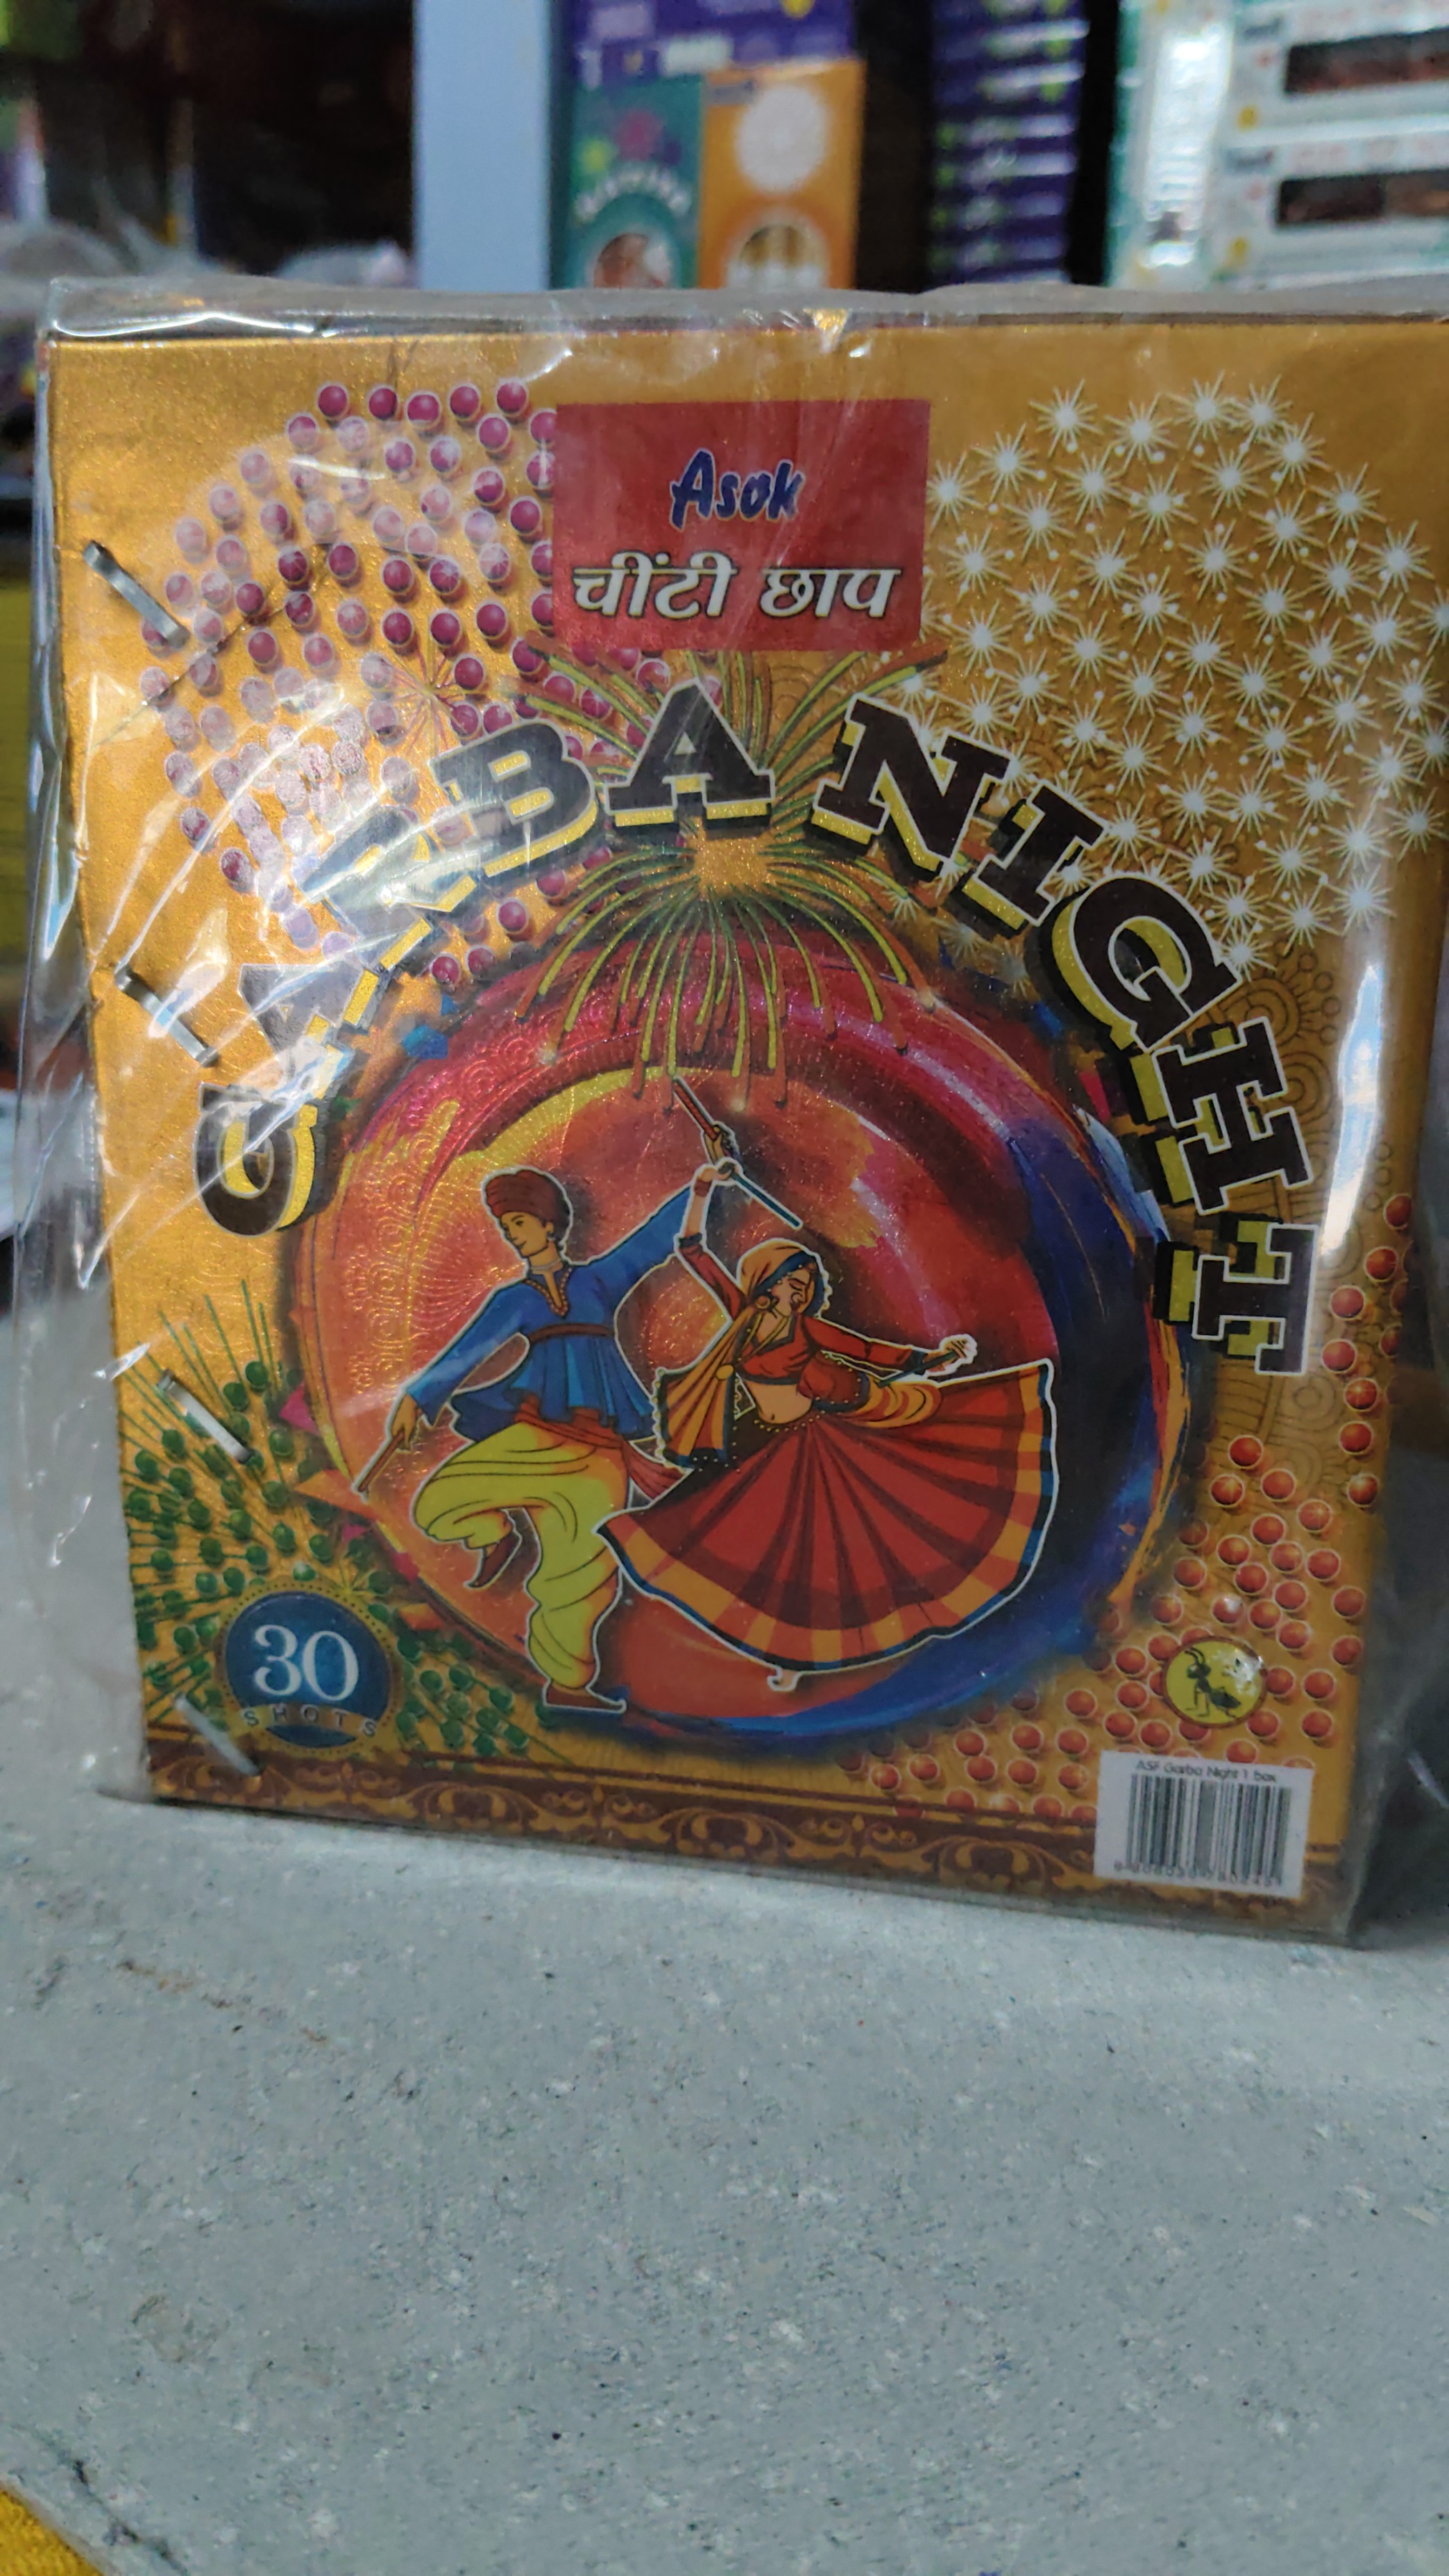 Asok
चींटी छाप
GARBA NIGHT
30
SHOTS
ASF Garba Night 1 box